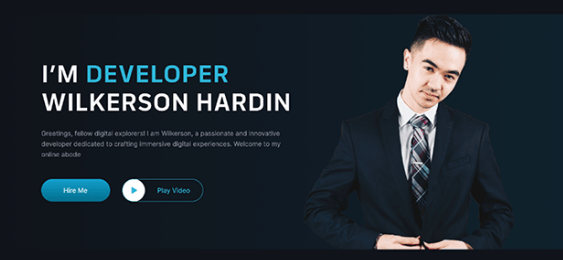 I'M DEVELOPER
WILKERSON HARDIN
Greetings, fellow digital explorers! I am Wilkerson, a passionate and innovative
developer dedicated to crafting immersive digital experiences. Welcome to my
online abode
Hire Me
Play Video